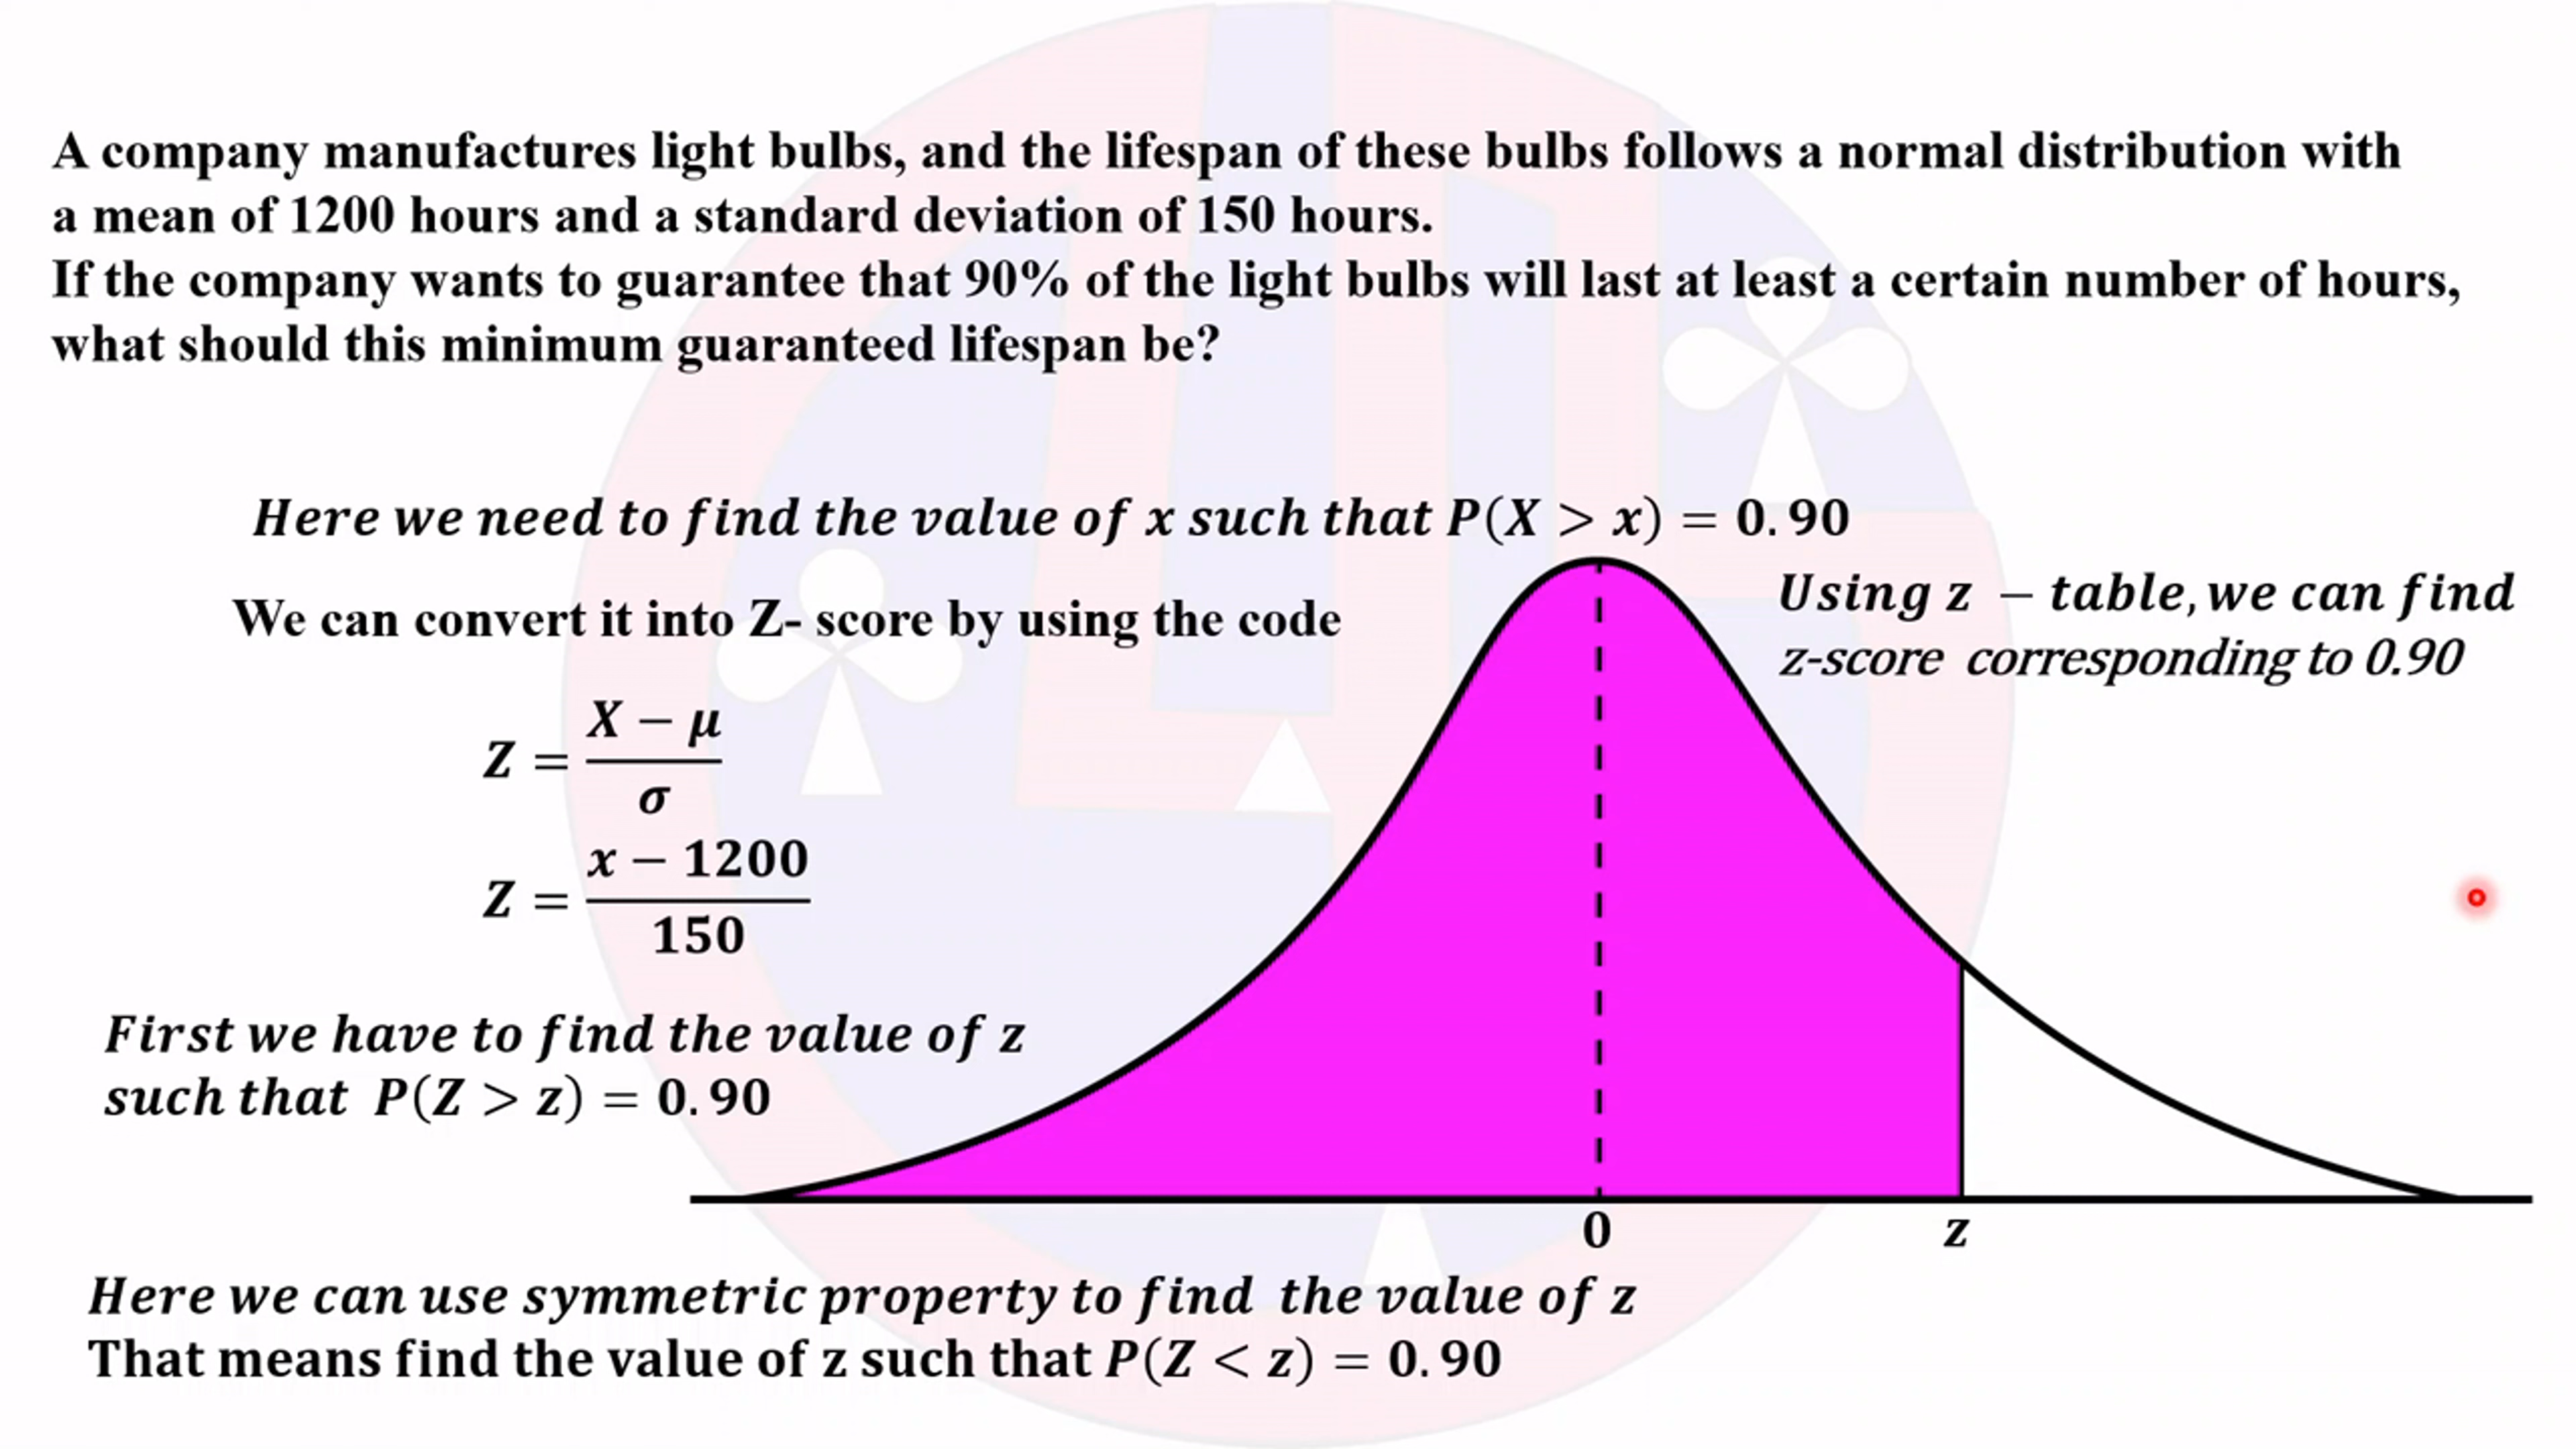 A company manufactures light bulbs, and the lifespan of these bulbs follows a normal distribution with
a mean of 1200 hours and a standard deviation of 150 hours.
If the company wants to guarantee that 90% of the light bulbs will last at least a certain number of hours,
what should this minimum guaranteed lifespan be?
Here we need to find the value of x such that P(X > x) = 0.90
We can convert it into Z- score by using the code
Z = (X − μ)/σ
Z = (x − 1200)/150
First we have to find the value of z
such that P(Z > z) = 0.90
Using z − table, we can find
z-score corresponding to 0.90
0
z
Here we can use symmetric property to find the value of z
That means find the value of z such that P(Z < z) = 0.90